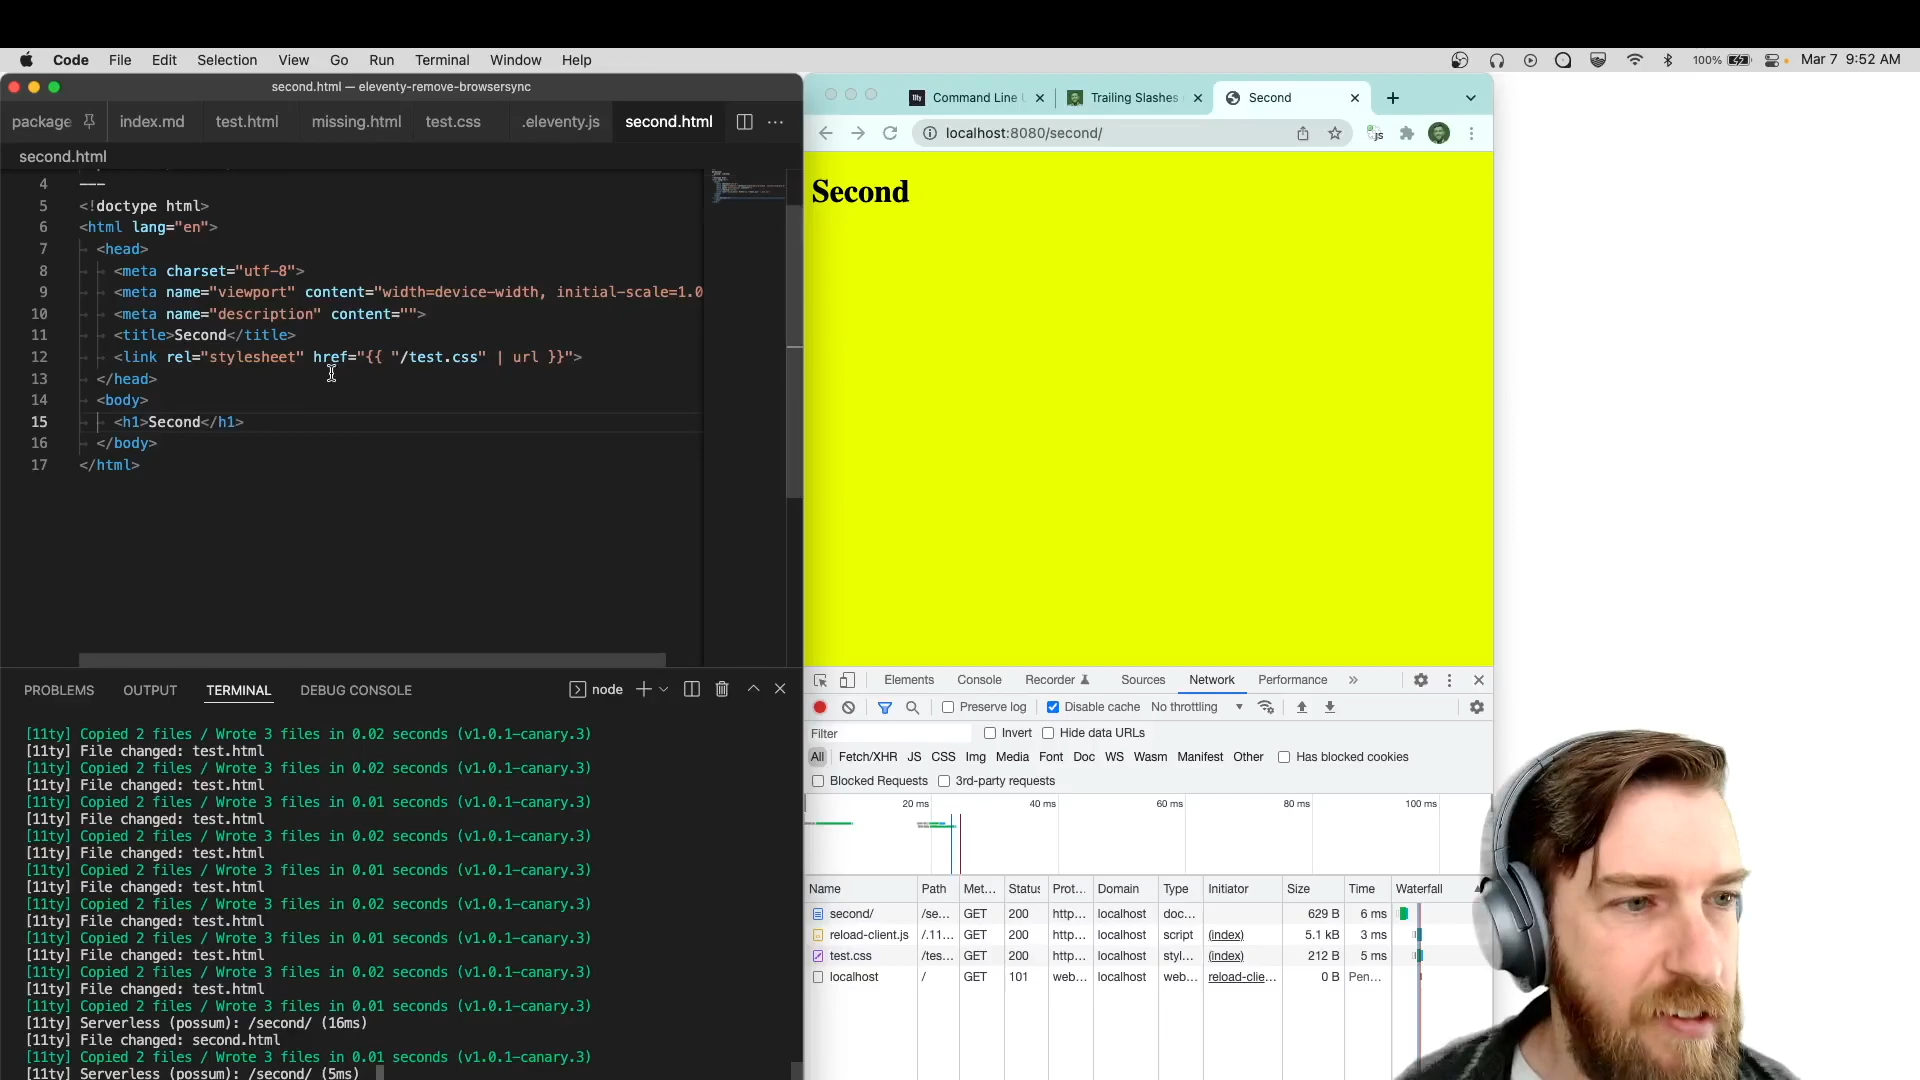 Code File Edit Selection View Go Run Terminal Window Help
100% Mar 7 9:52 AM
second.html — eleventy-remove-browsersync
package index.md test.html missing.html test.css .eleventy.js second.html
second.html
4 ---
5 <!doctype html>
6 <html lang="en">
7 <head>
8 <meta charset="utf-8">
9 <meta name="viewport" content="width=device-width, initial-scale=1.0
10 <meta name="description" content="">
11 <title>Second</title>
12 <link rel="stylesheet" href="{{ "/test.css" | url }}">
13 </head>
14 <body>
15 <h1>Second</h1>
16 </body>
17 </html>
PROBLEMS OUTPUT TERMINAL DEBUG CONSOLE
node
[11ty] Copied 2 files / Wrote 3 files in 0.02 seconds (v1.0.1-canary.3)
[11ty] File changed: test.html
[11ty] Copied 2 files / Wrote 3 files in 0.02 seconds (v1.0.1-canary.3)
[11ty] File changed: test.html
[11ty] Copied 2 files / Wrote 3 files in 0.01 seconds (v1.0.1-canary.3)
[11ty] File changed: test.html
[11ty] Copied 2 files / Wrote 3 files in 0.02 seconds (v1.0.1-canary.3)
[11ty] File changed: test.html
[11ty] Copied 2 files / Wrote 3 files in 0.01 seconds (v1.0.1-canary.3)
[11ty] File changed: test.html
[11ty] Copied 2 files / Wrote 3 files in 0.02 seconds (v1.0.1-canary.3)
[11ty] File changed: test.html
[11ty] Copied 2 files / Wrote 3 files in 0.01 seconds (v1.0.1-canary.3)
[11ty] File changed: test.html
[11ty] Copied 2 files / Wrote 3 files in 0.02 seconds (v1.0.1-canary.3)
[11ty] File changed: test.html
[11ty] Copied 2 files / Wrote 3 files in 0.01 seconds (v1.0.1-canary.3)
[11ty] Serverless (possum): /second/ (16ms)
[11ty] File changed: second.html
[11ty] Copied 2 files / Wrote 3 files in 0.01 seconds (v1.0.1-canary.3)
[11ty] Serverless (possum): /second/ (5ms)
11ty Command Line Trailing Slashes Second
localhost:8080/second/
js
Second
Elements Console Recorder Sources Network Performance
Preserve log Disable cache No throttling
Filter Invert Hide data URLs
All Fetch/XHR JS CSS Img Media Font Doc WS Wasm Manifest Other Has blocked cookies
Blocked Requests 3rd-party requests
20 ms 40 ms 60 ms 80 ms 100 ms
Name Path Met... Status Prot... Domain Type Initiator Size Time Waterfall
second/ /se... GET 200 http... localhost doc... 629 B 6 ms
reload-client.js /.11... GET 200 http... localhost script (index) 5.1 kB 3 ms
test.css /tes... GET 200 http... localhost styl... (index) 212 B 5 ms
localhost / GET 101 web... localhost web... reload-clie... 0 B Pen...